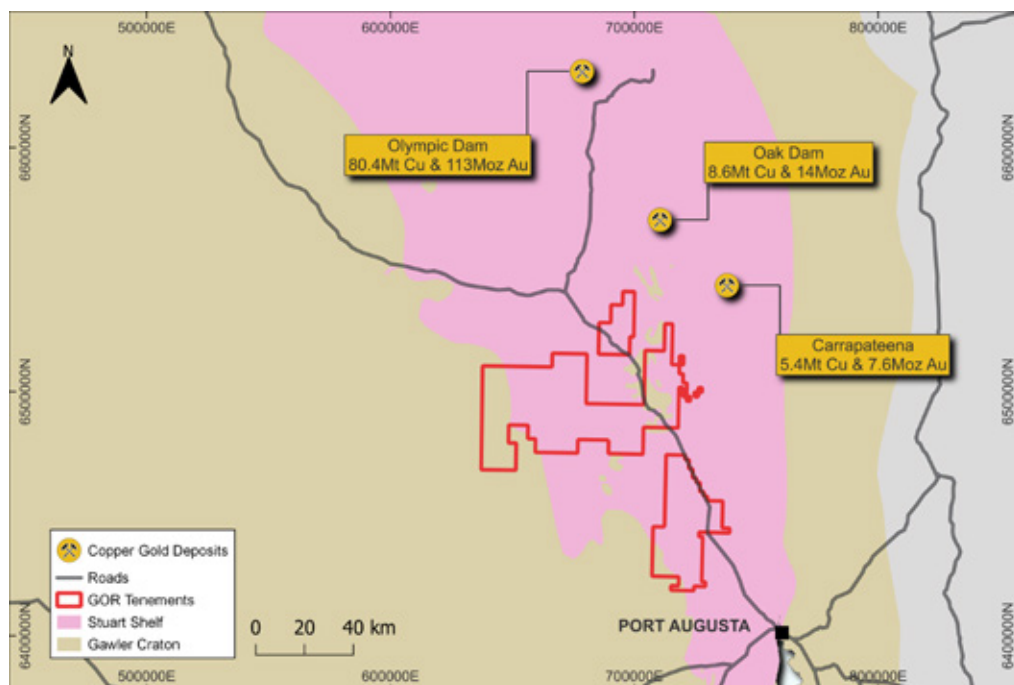 500000E
600000E
700000E
800000E
N
6600000N
6600000N
Olympic Dam
80.4Mt Cu & 113Moz Au
Oak Dam
8.6Mt Cu & 14Moz Au
Carrapateena
5.4Mt Cu & 7.6Moz Au
6500000N
6500000N
Copper Gold Deposits
Roads
GOR Tenements
Stuart Shelf
Gawler Craton
0 20 40 km
PORT AUGUSTA
6400000N
6400000N
500000E
600000E
700000E
800000E